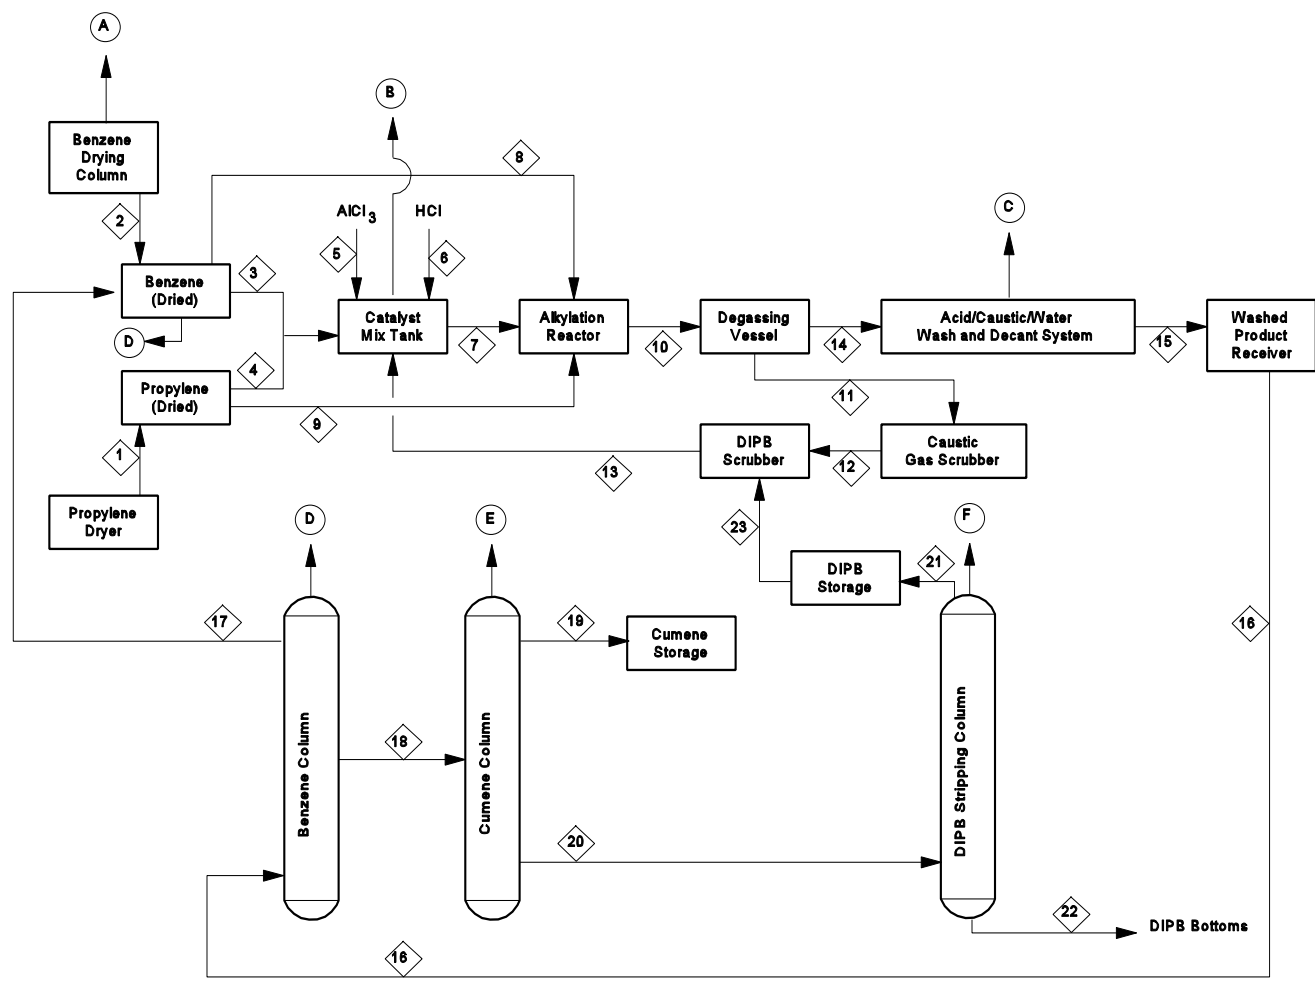 A
B
Benzene
Drying
Column
8
C
2
AlCl3
HCl
5
6
3
Benzene
(Dried)
D
Catalyst
Mix Tank
7
Alkylation
Reactor
10
Degassing
Vessel
14
Acid/Caustic/Water
Wash and Decant System
15
Washed
Product
Receiver
4
Propylene
(Dried)
9
11
1
DIPB
Scrubber
12
Caustic
Gas Scrubber
13
Propylene
Dryer
D
E
23
F
DIPB
Storage
21
17
19
Cumene
Storage
16
Benzene Column
18
Cumene Column
DIPB Stripping Column
20
22
DIPB Bottoms
16